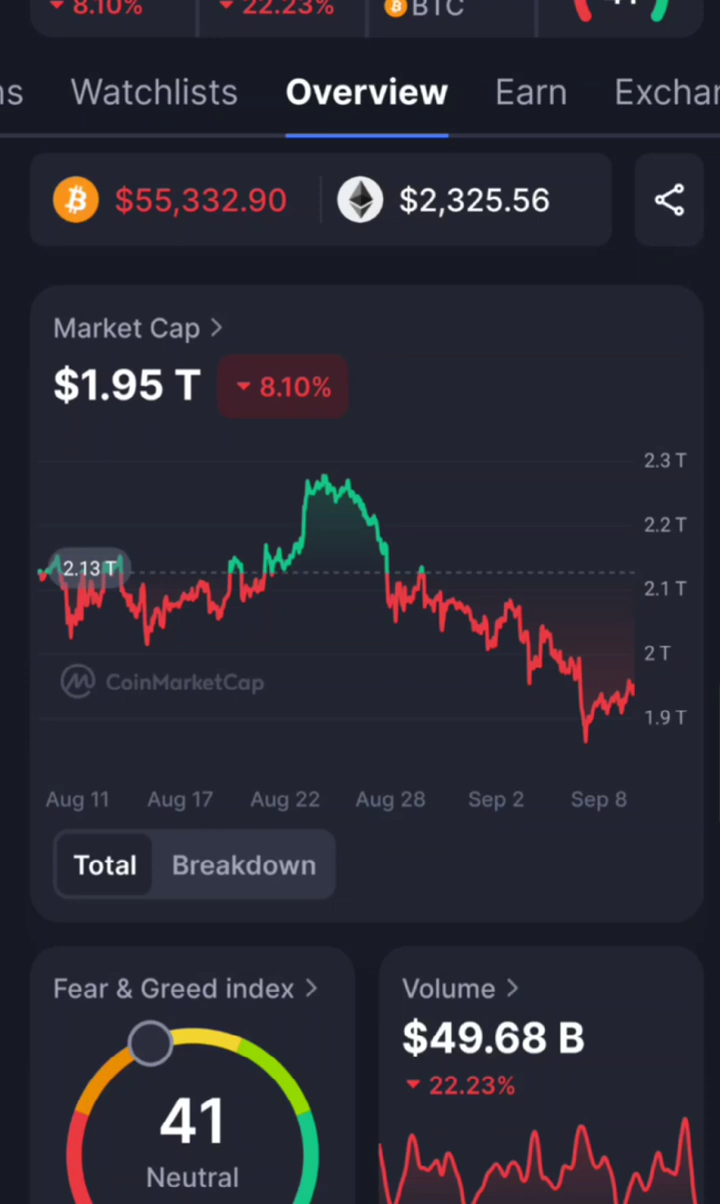 8.10%
22.23%
BTC
Watchlists
Overview
Earn
$55,332.90
$2,325.56
Market Cap >
$1.95 T
8.10%
2.3 T
2.2 T
2.13 T
2.1 T
2 T
CoinMarketCap
1.9 T
Aug 11
Aug 17
Aug 22
Aug 28
Sep 2
Sep 8
Total
Breakdown
Fear & Greed index >
Volume >
$49.68 B
22.23%
41
Neutral